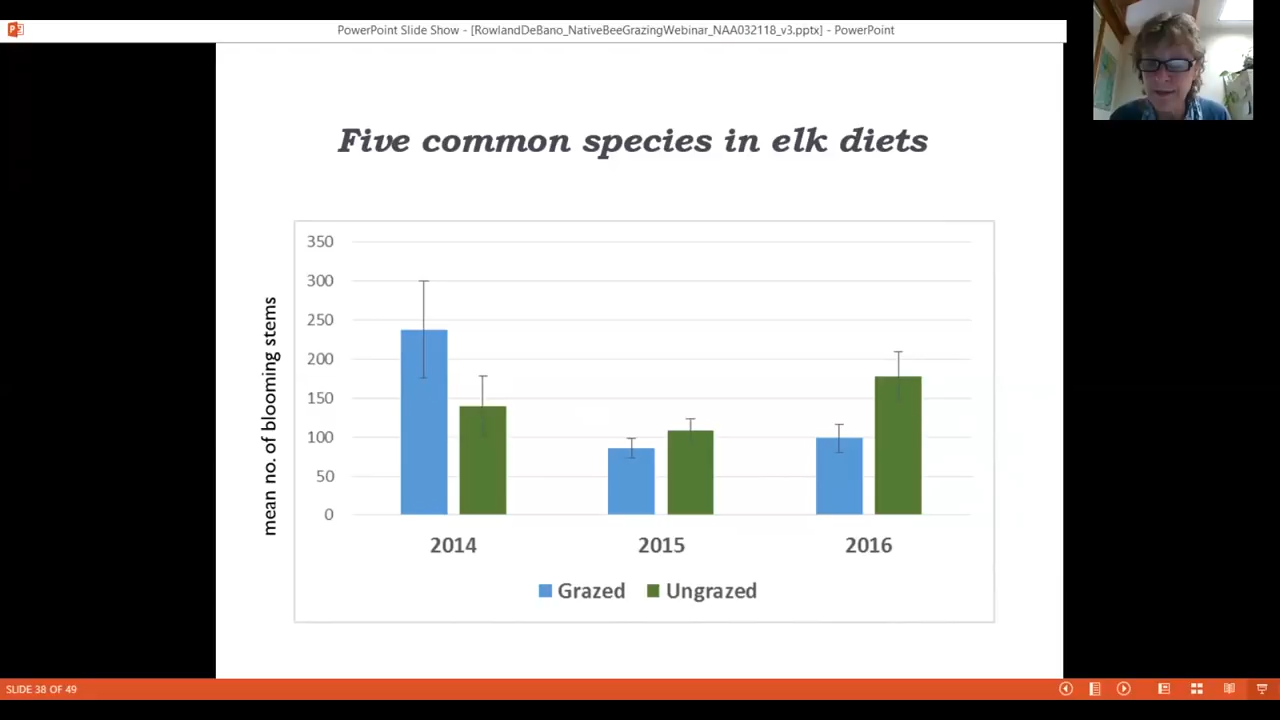 PowerPoint Slide Show - [RowlandDeBano_NativeBeeGrazingWebinar_NAA032118_v3.pptx] - PowerPoint
Five common species in elk diets
mean no. of blooming stems
350
300
250
200
150
100
50
0
2014 2015 2016
Grazed Ungrazed
SLIDE 38 OF 49